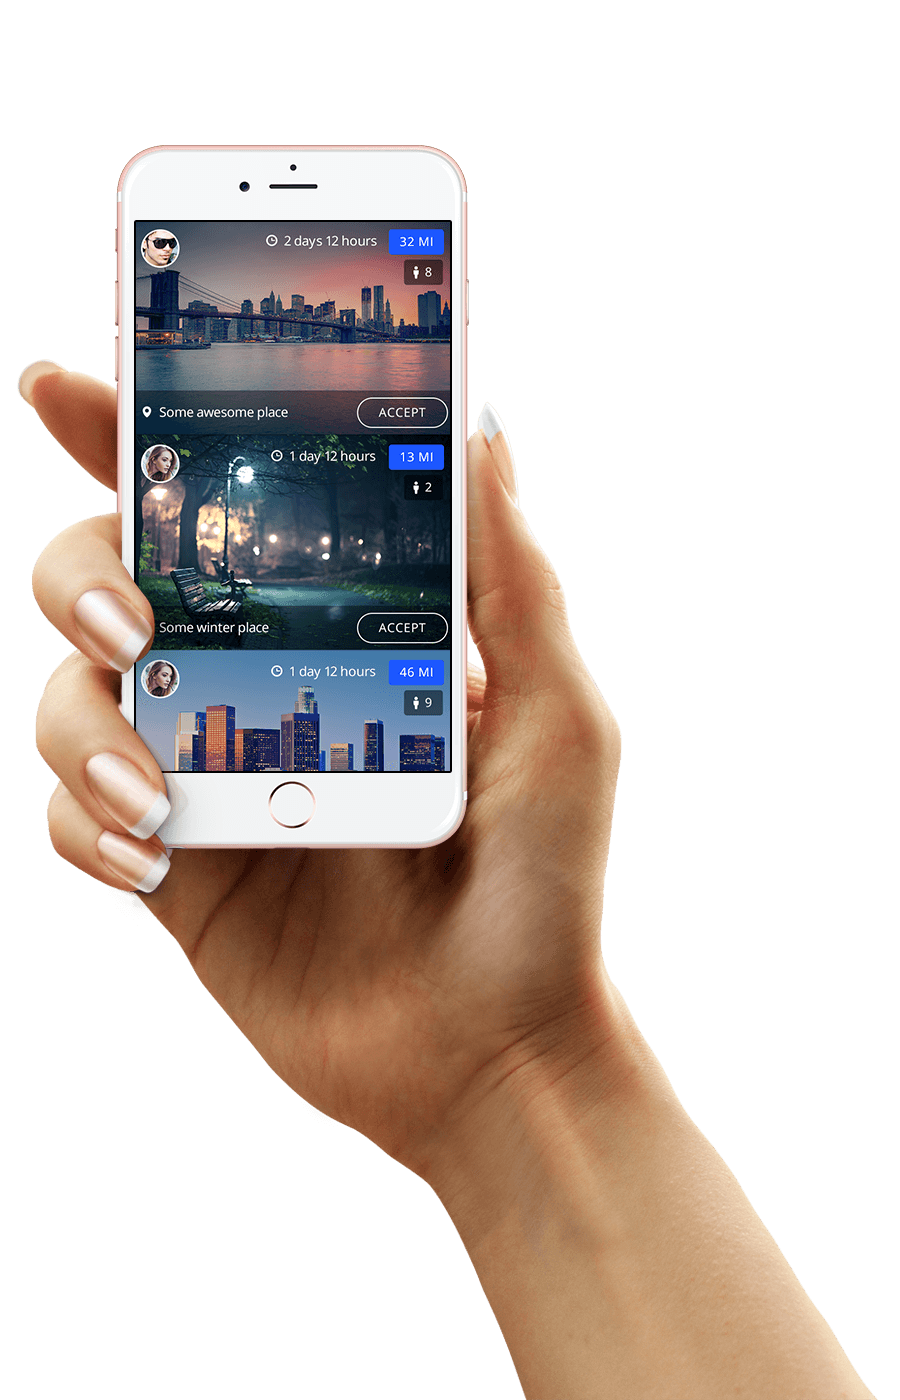 2 days 12 hours 32 MI
8
Some awesome place ACCEPT
1 day 12 hours 13 MI
2
Some winter place ACCEPT
1 day 12 hours 46 MI
9